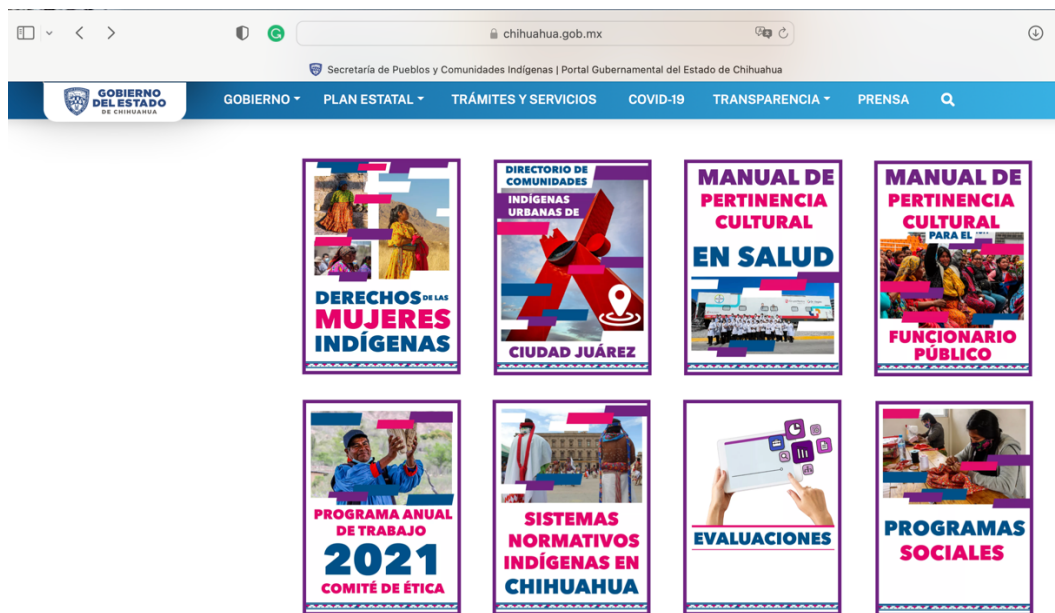 chihuahua.gob.mx
Secretaría de Pueblos y Comunidades Indígenas | Portal Gubernamental del Estado de Chihuahua
GOBIERNO
DEL ESTADO
DE CHIHUAHUA
GOBIERNO PLAN ESTATAL TRÁMITES Y SERVICIOS COVID-19 TRANSPARENCIA PRENSA
DERECHOS DE LAS
MUJERES
INDÍGENAS
DIRECTORIO DE
COMUNIDADES
INDÍGENAS
URBANAS DE
CIUDAD JUÁREZ
MANUAL DE
PERTINENCIA
CULTURAL
EN SALUD
MANUAL DE
PERTINENCIA
CULTURAL
PARA EL
FUNCIONARIO
PÚBLICO
PROGRAMA ANUAL
DE TRABAJO
2021
COMITÉ DE ÉTICA
SISTEMAS
NORMATIVOS
INDÍGENAS EN
CHIHUAHUA
EVALUACIONES
PROGRAMAS
SOCIALES